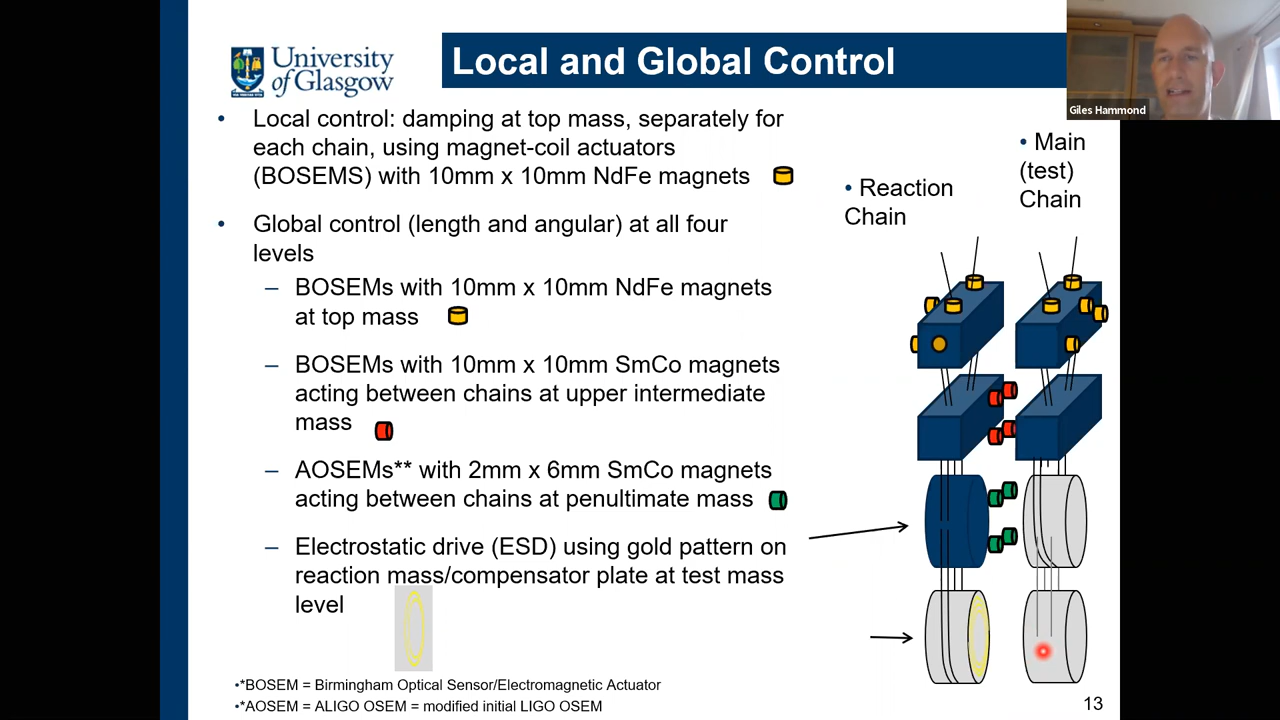 University
of Glasgow
Local and Global Control
Giles Hammond
• Local control: damping at top mass, separately for
each chain, using magnet-coil actuators
(BOSEMS) with 10mm x 10mm NdFe magnets
• Global control (length and angular) at all four
levels
– BOSEMs with 10mm x 10mm NdFe magnets
at top mass
– BOSEMs with 10mm x 10mm SmCo magnets
acting between chains at upper intermediate
mass
– AOSEMs** with 2mm x 6mm SmCo magnets
acting between chains at penultimate mass
– Electrostatic drive (ESD) using gold pattern on
reaction mass/compensator plate at test mass
level
• Reaction
Chain
• Main
(test)
Chain
•*BOSEM = Birmingham Optical Sensor/Electromagnetic Actuator
•*AOSEM = ALIGO OSEM = modified initial LIGO OSEM
13